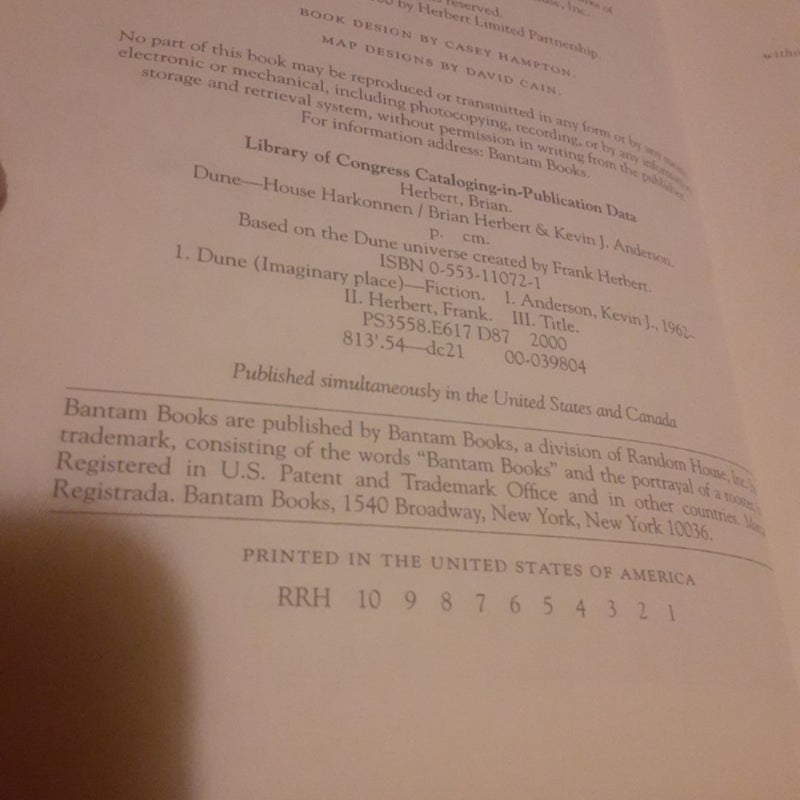 reserved.
by Herbert Limited Partnership.
BOOK DESIGN BY CASEY HAMPTON.
MAP DESIGNS BY DAVID CAIN.
No part of this book may be reproduced or transmitted in any form or by any means,
electronic or mechanical, including photocopying, recording, or by any information
storage and retrieval system, without permission in writing from the publisher.
For information address: Bantam Books.
Library of Congress Cataloging-in-Publication Data
Herbert, Brian.
Dune—House Harkonnen / Brian Herbert & Kevin J. Anderson.
p. cm.
Based on the Dune universe created by Frank Herbert.
ISBN 0-553-11072-1
1. Dune (Imaginary place)—Fiction. I. Anderson, Kevin J., 1962-
II. Herbert, Frank. III. Title.
PS3558.E617 D87 2000
813'.54—dc21 00-039804
Published simultaneously in the United States and Canada
Bantam Books are published by Bantam Books, a division of Random House, Inc.
trademark, consisting of the words "Bantam Books" and the portrayal of a rooster,
Registered in U.S. Patent and Trademark Office and in other countries. Marca
Registrada. Bantam Books, 1540 Broadway, New York, New York 10036.
PRINTED IN THE UNITED STATES OF AMERICA
RRH 10 9 8 7 6 5 4 3 2 1